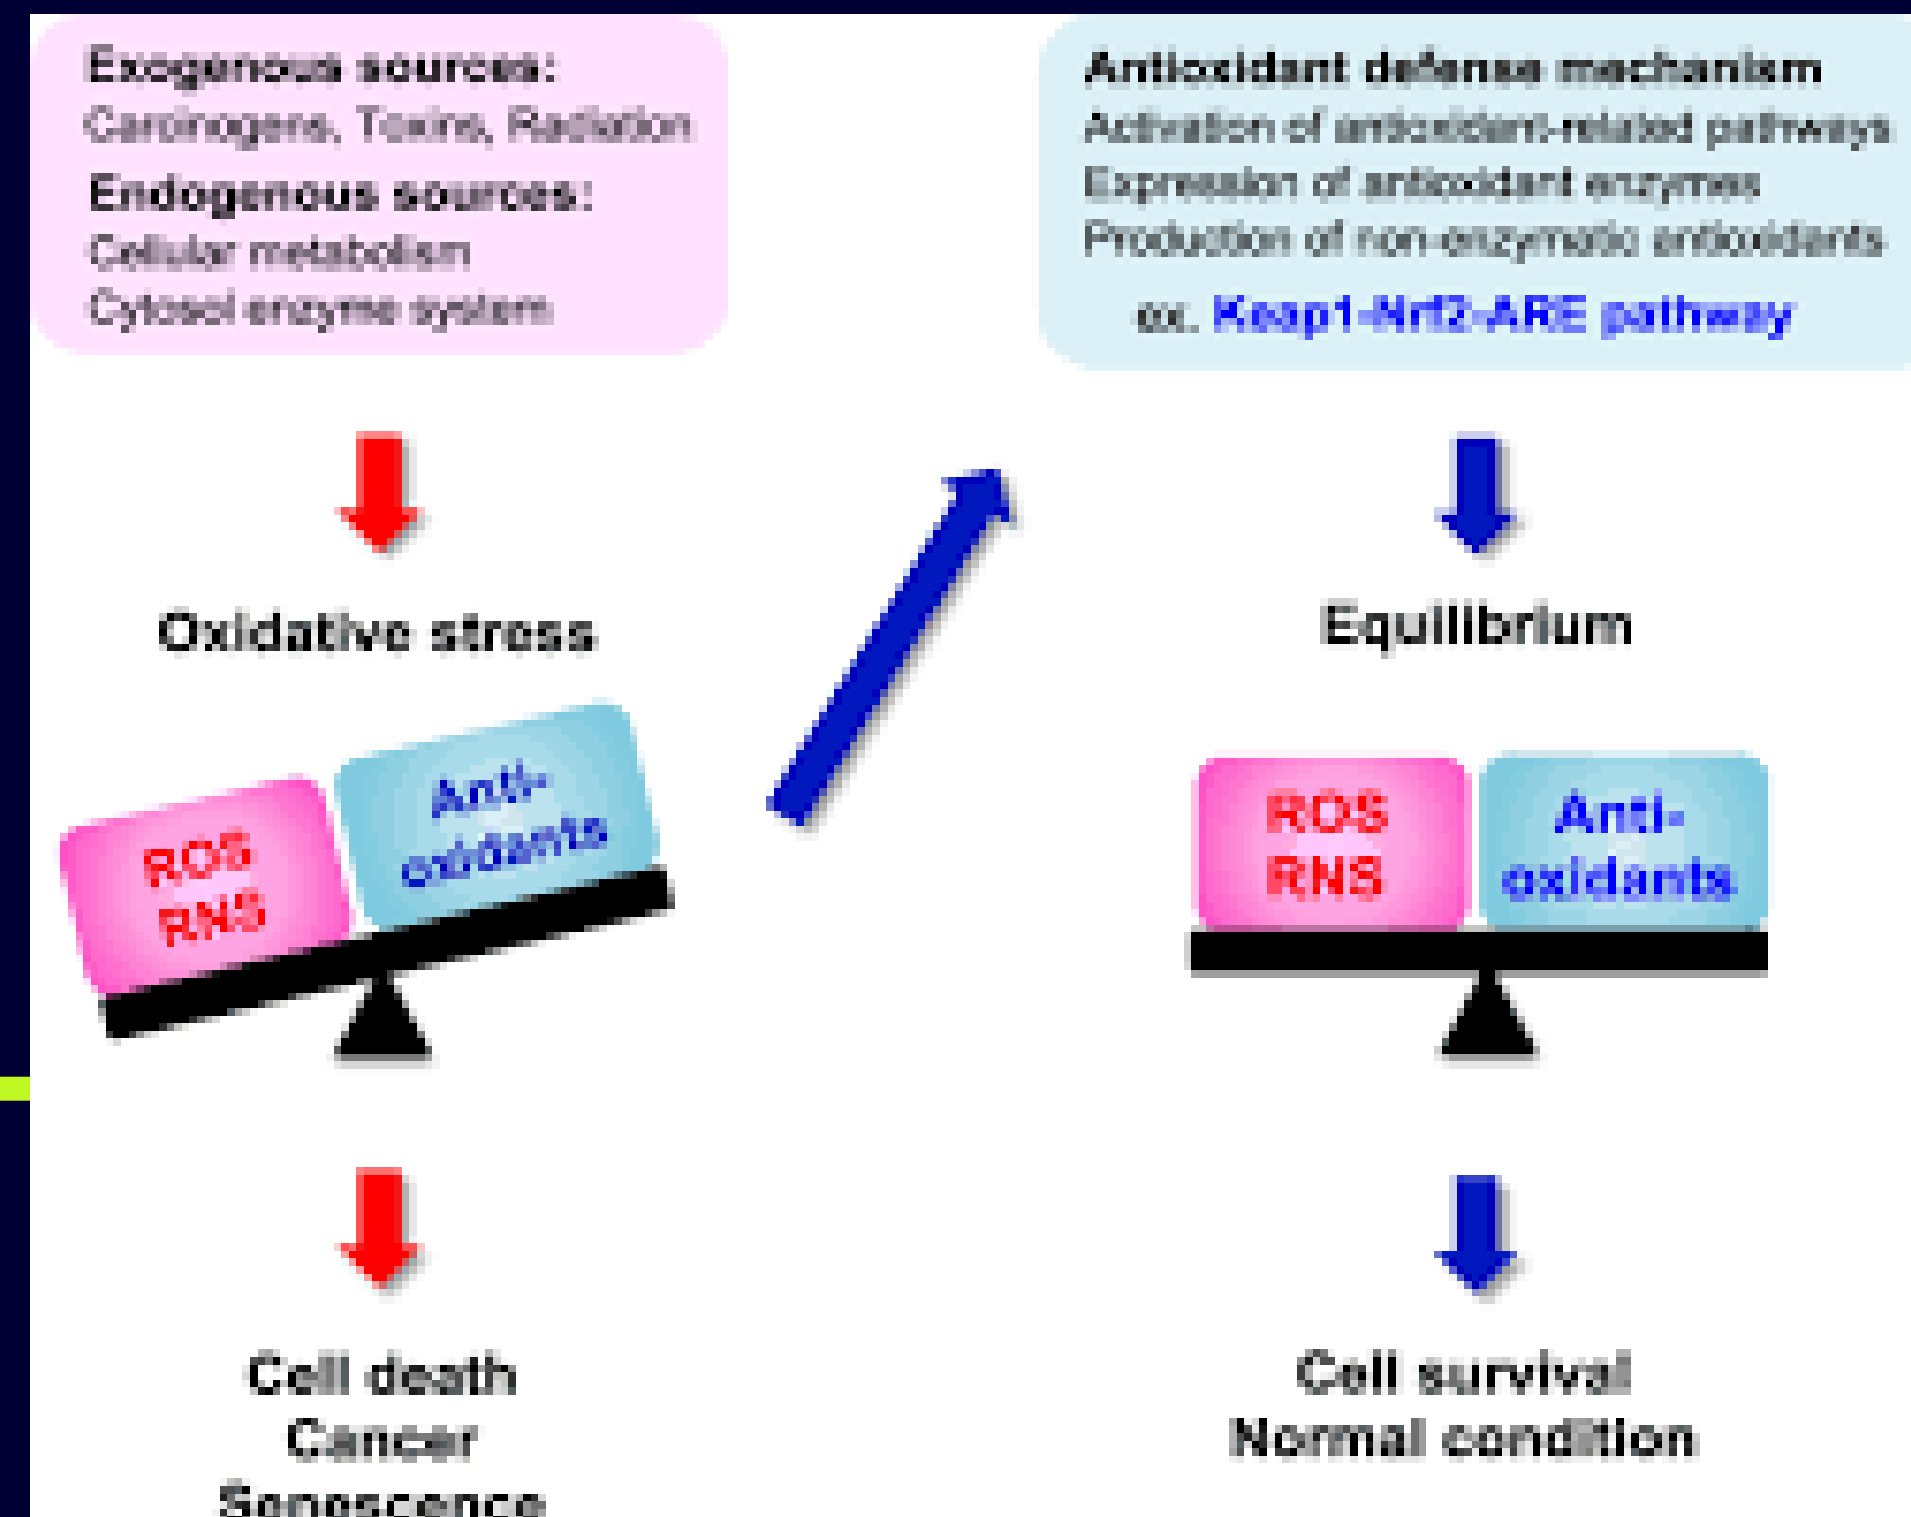 Exogenous sources:
Carcinogens, Toxins, Radiation
Endogenous sources:
Cellular metabolism
Cytosol enzyme system
Antioxidant defense mechanism
Activation of antioxidant-related pathways
Expression of antioxidant enzymes
Production of non-enzymatic antioxidants
ex. Keap1-Nrf2-ARE pathway
Oxidative stress
ROS
RNS
Anti-
oxidants
Cell death
Cancer
Senescence
Equilibrium
ROS
RNS
Anti-
oxidants
Cell survival
Normal condition